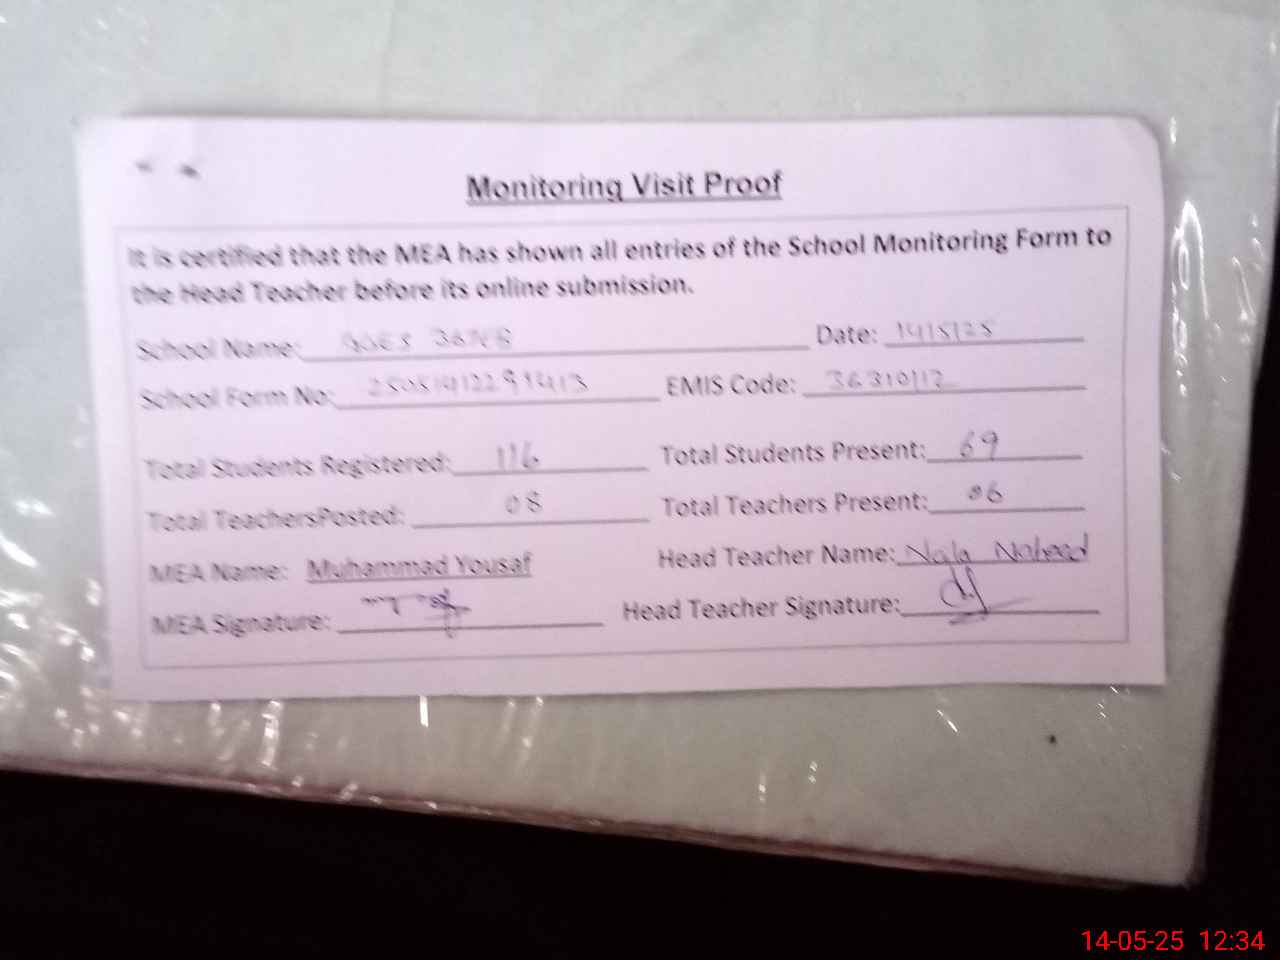 Monitoring Visit Proof
It is certified that the MEA has shown all entries of the School Monitoring Form to
the Head Teacher before its online submission.
School Name: Date: 14/5/25
School Form No: EMIS Code: 36310112
Total Students Registered: 116 Total Students Present: 69
Total TeachersPosted: 08 Total Teachers Present: 06
MEA Name: Muhammad Yousaf Head Teacher Name: Naheed
MEA Signature: Head Teacher Signature:
14-05-25 12:34